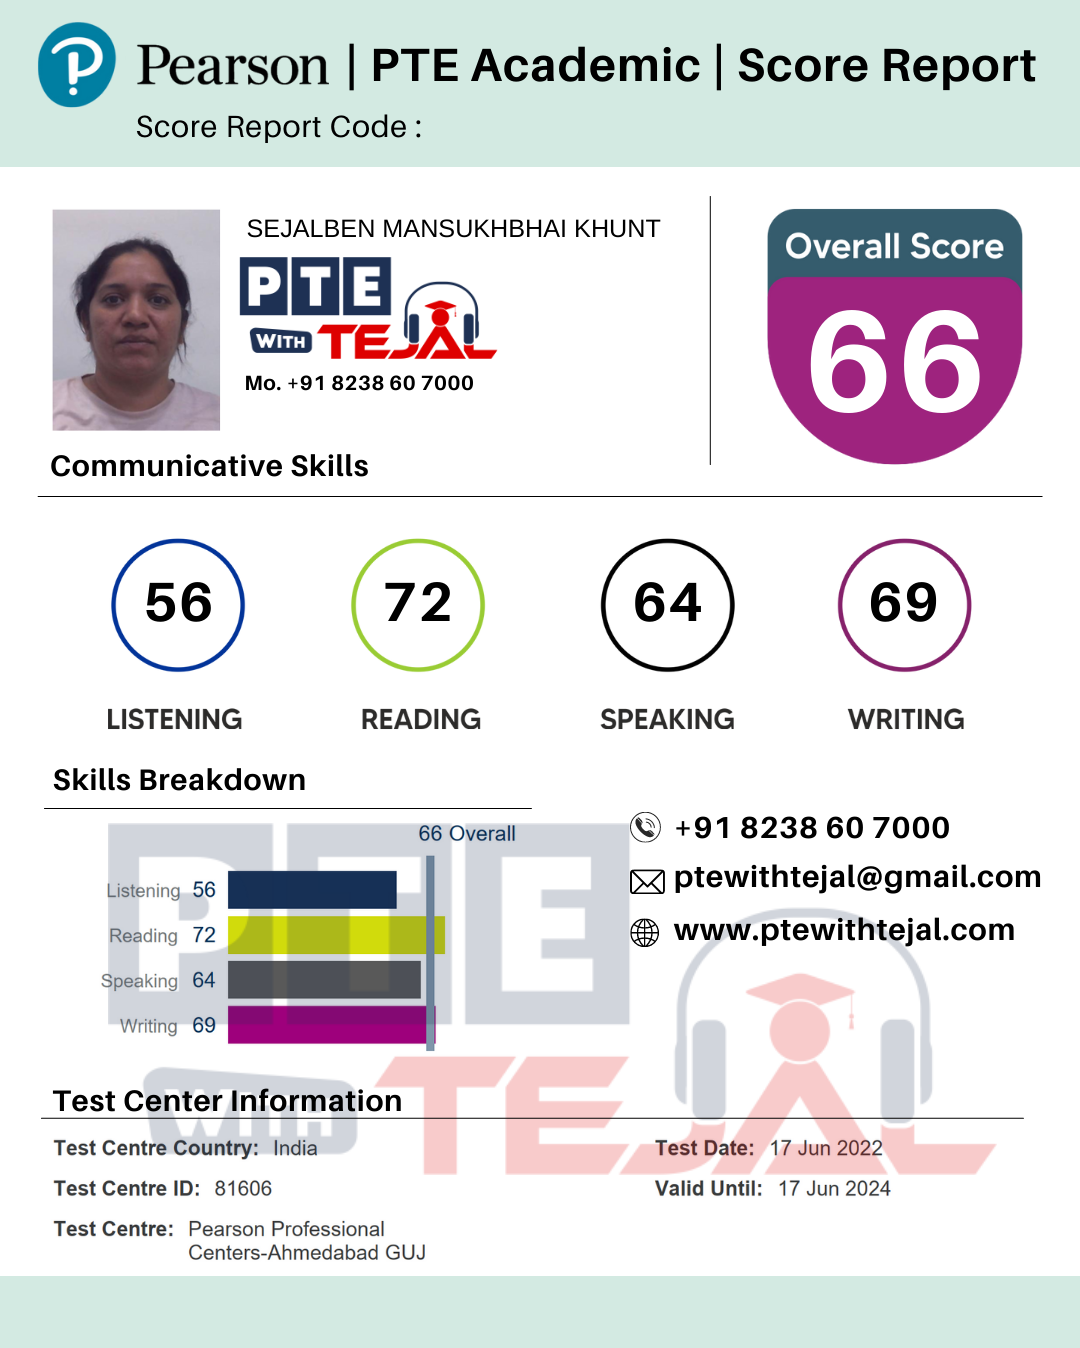 Pearson | PTE Academic | Score Report
Score Report Code :
SEJALBEN MANSUKHBHAI KHUNT
PTE
WITH TEJAL
Mo. +91 8238 60 7000
Overall Score
66
Communicative Skills
56 72 64 69
LISTENING READING SPEAKING WRITING
Skills Breakdown
66 Overall
Listening 56
Reading 72
Speaking 64
Writing 69
+91 8238 60 7000
ptewithtejal@gmail.com
www.ptewithtejal.com
PTE
WITH TEJAL
Test Center Information
Test Centre Country: India
Test Centre ID: 81606
Test Centre: Pearson Professional
Centers-Ahmedabad GUJ
Test Date: 17 Jun 2022
Valid Until: 17 Jun 2024